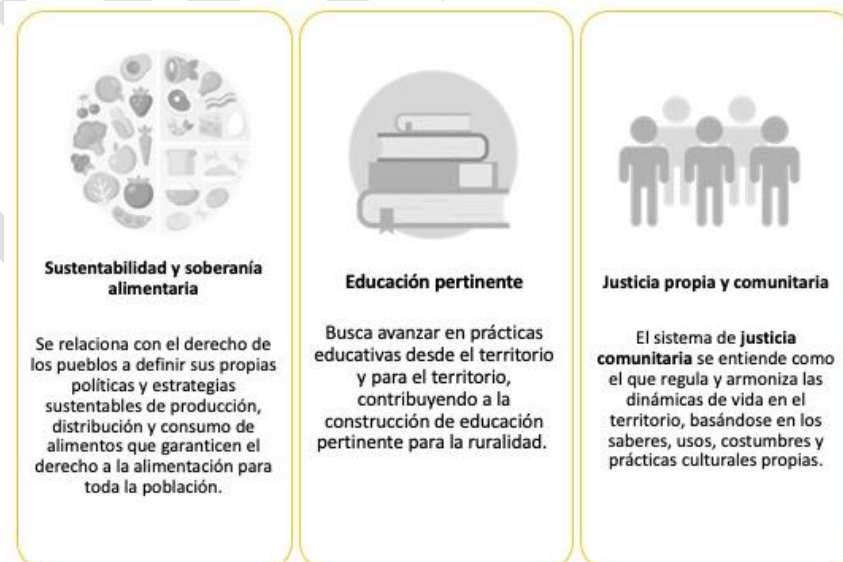 Sustentabilidad y soberanía
alimentaria
Se relaciona con el derecho de
los pueblos a definir sus propias
políticas y estrategias
sustentables de producción,
distribución y consumo de
alimentos que garanticen el
derecho a la alimentación para
toda la población.
Educación pertinente
Busca avanzar en prácticas
educativas desde el territorio
y para el territorio,
contribuyendo a la
construcción de educación
pertinente para la ruralidad.
Justicia propia y comunitaria
El sistema de justicia
comunitaria se entiende como
el que regula y armoniza las
dinámicas de vida en el
territorio, basándose en los
saberes, usos, costumbres y
prácticas culturales propias.